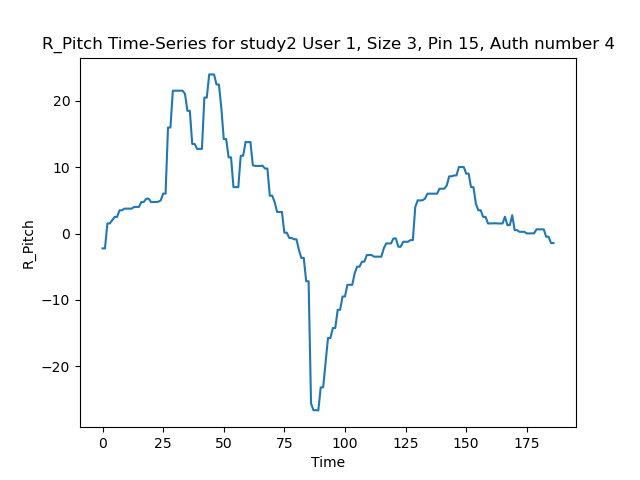 R_Pitch Time-Series for study2 User 1, Size 3, Pin 15, Auth number 4
20
10
0
−10
−20
R_Pitch
0 25 50 75 100 125 150 175
Time